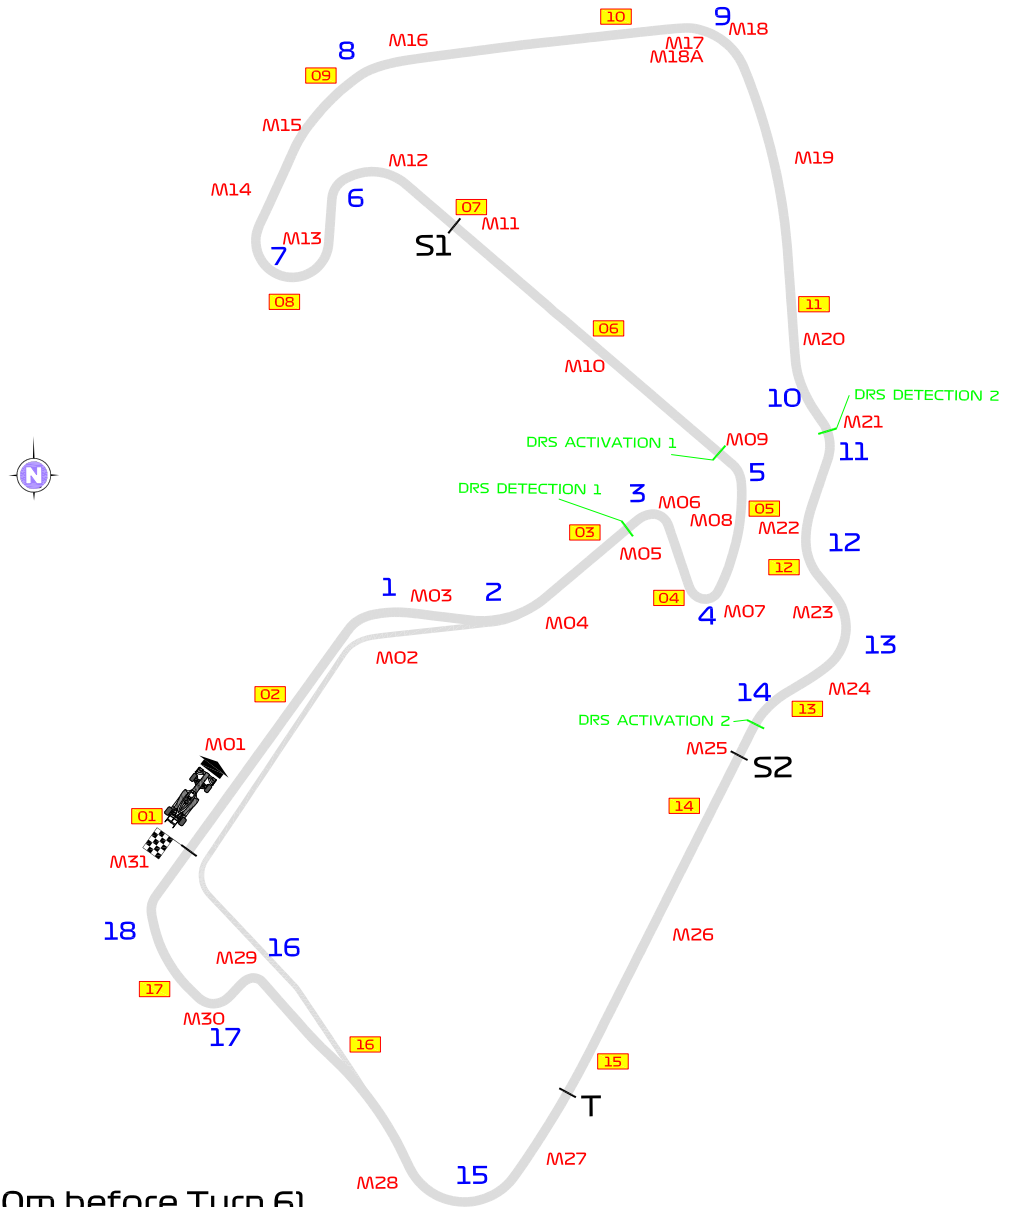 10
9
M18
M16
M17
8
M18A
09
M15
M12
M19
M14
6
07
M11
M13
S1
7
08
11
06
M20
M10
10
DRS DETECTION 2
M21
DRS ACTIVATION 1
M09
11
5
N
DRS DETECTION 1
3
M06
05
M08
M22
03
12
M05
12
1
M03
2
04
4
M07
M23
M04
13
M02
14
M24
02
13
DRS ACTIVATION 2
M01
M25
S2
14
01
M31
18
M26
16
M29
17
M30
17
16
15
T
M27
15
M28
0m before Turn 6)